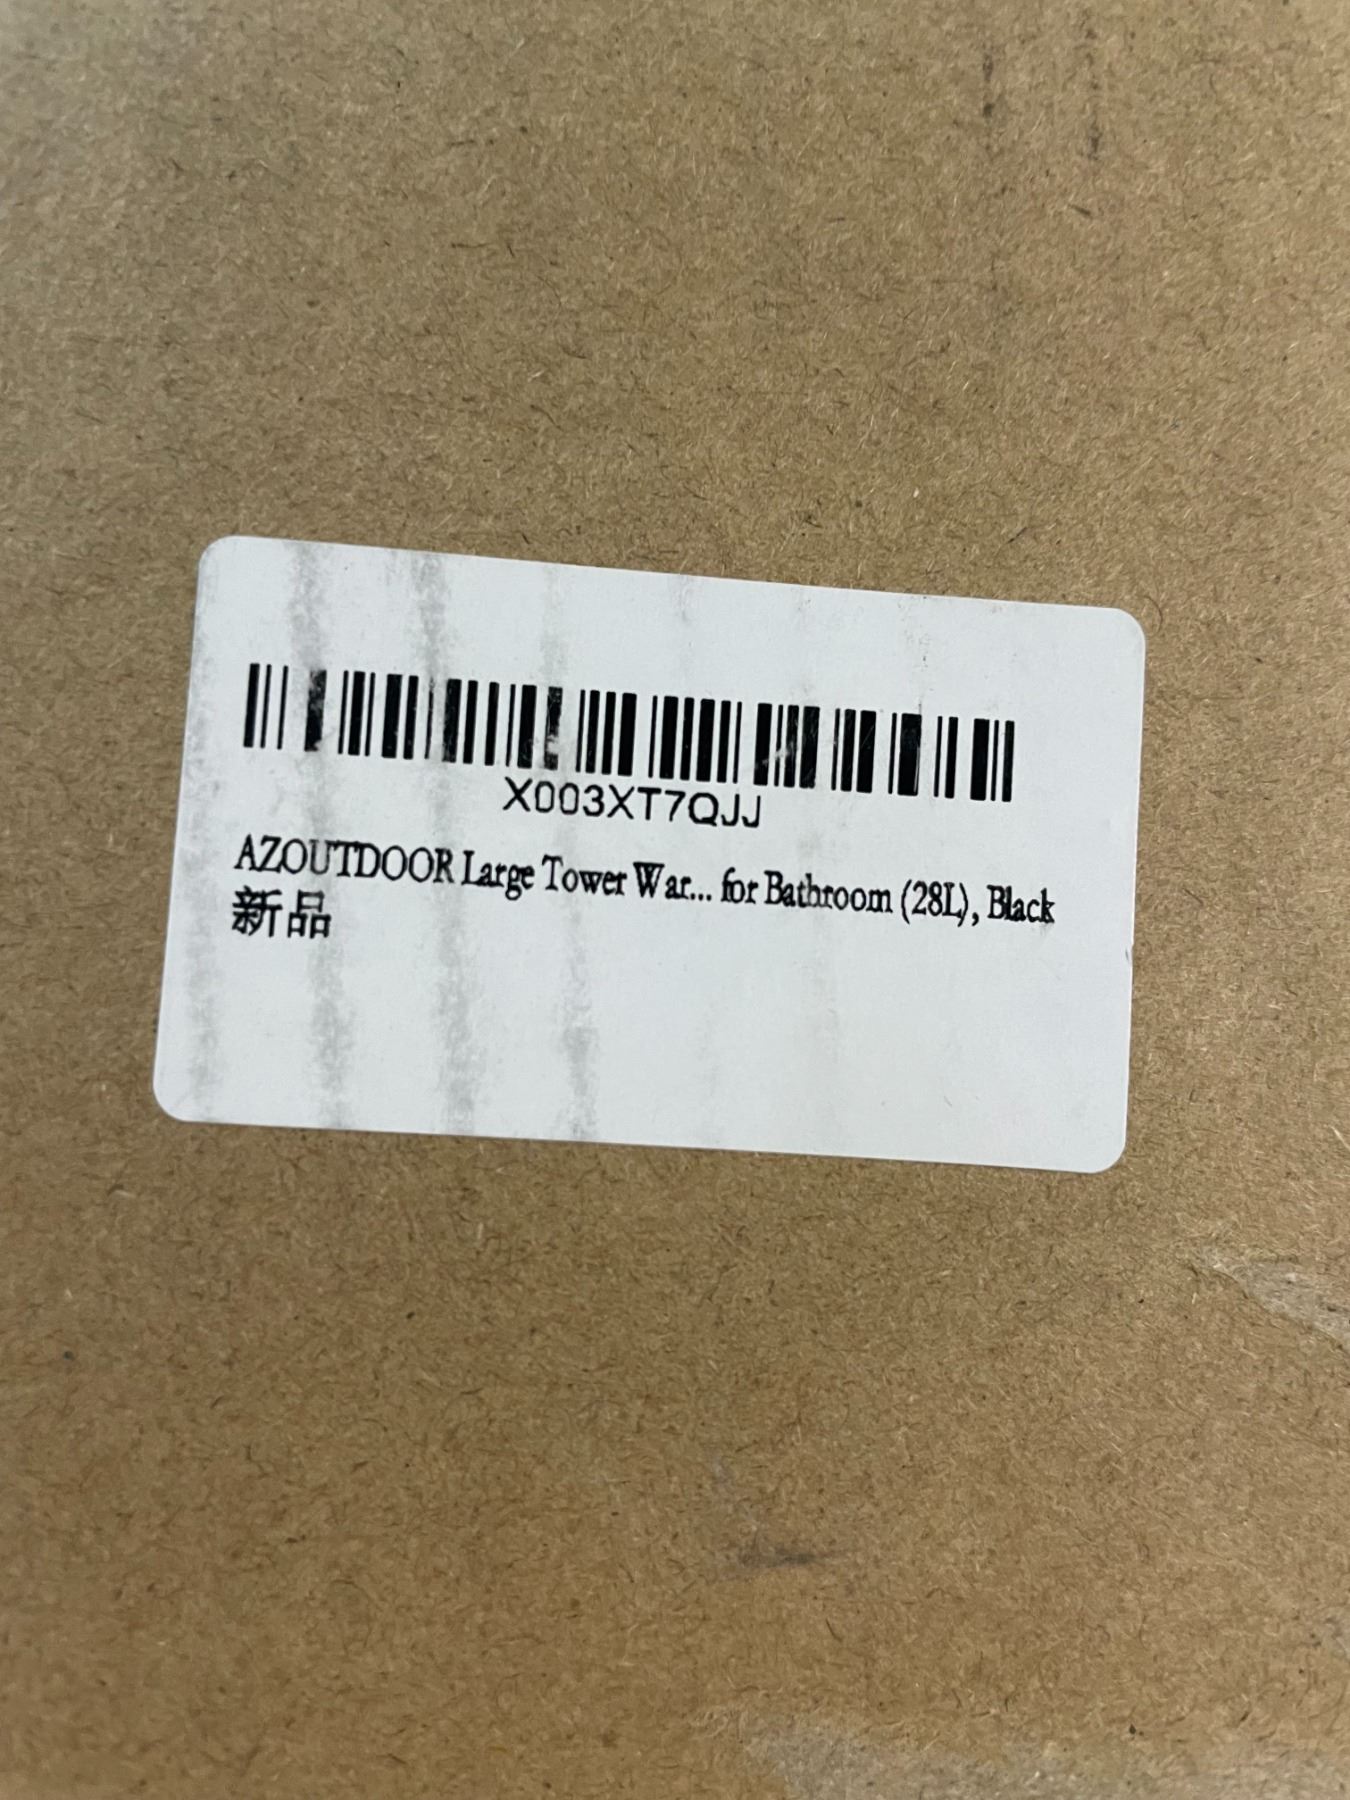 X003XT7QJJ
AZOUTDOOR Large Tower War... for Bathroom (28L), Black
新品